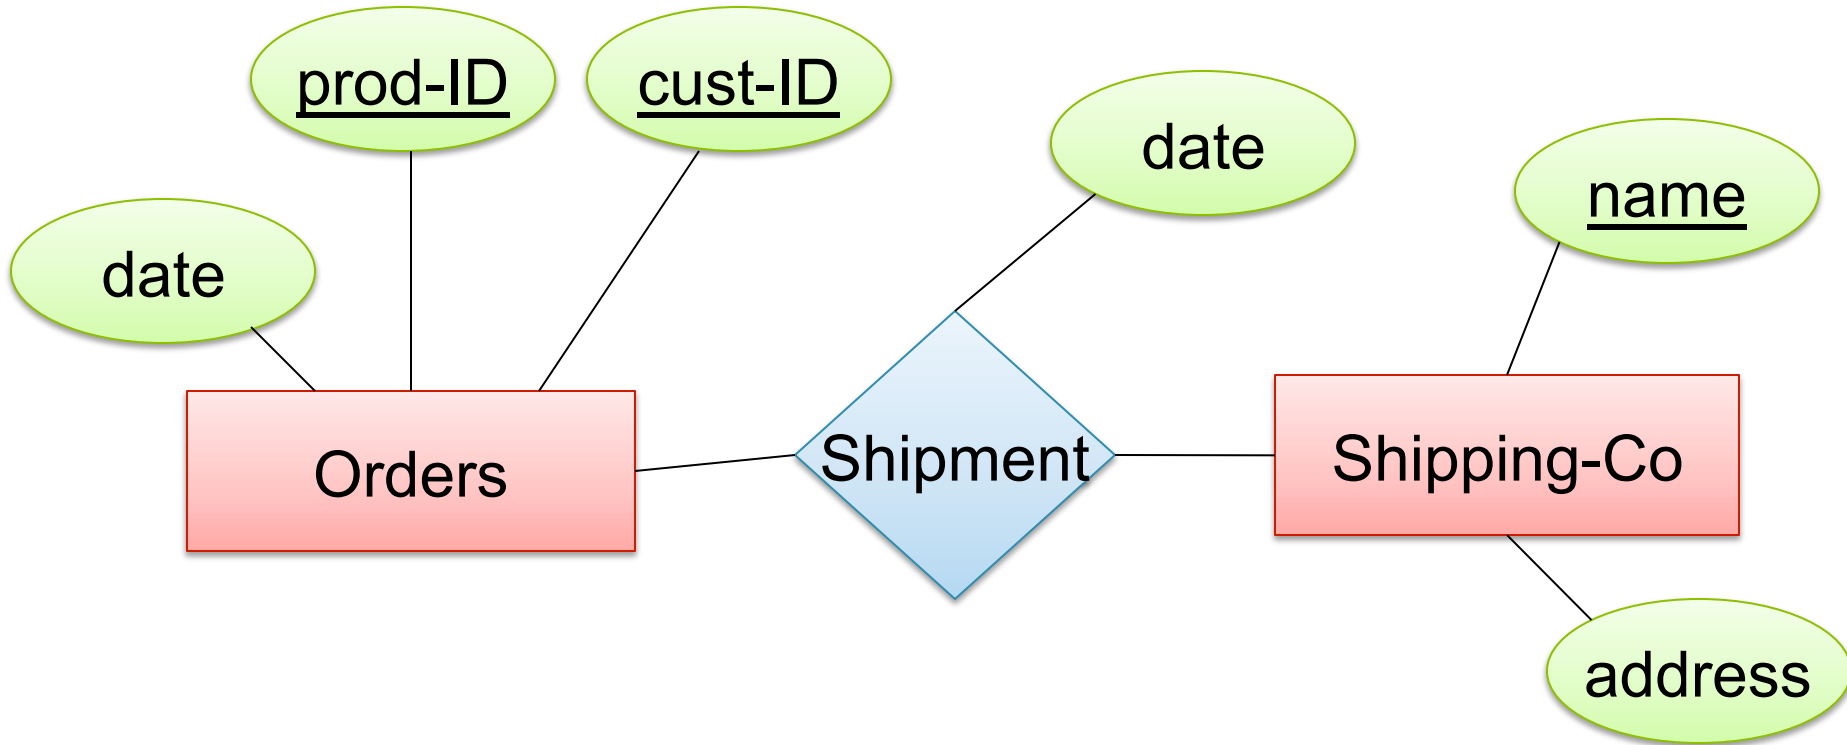 prod-ID
cust-ID
date
name
date
Orders
Shipment
Shipping-Co
address